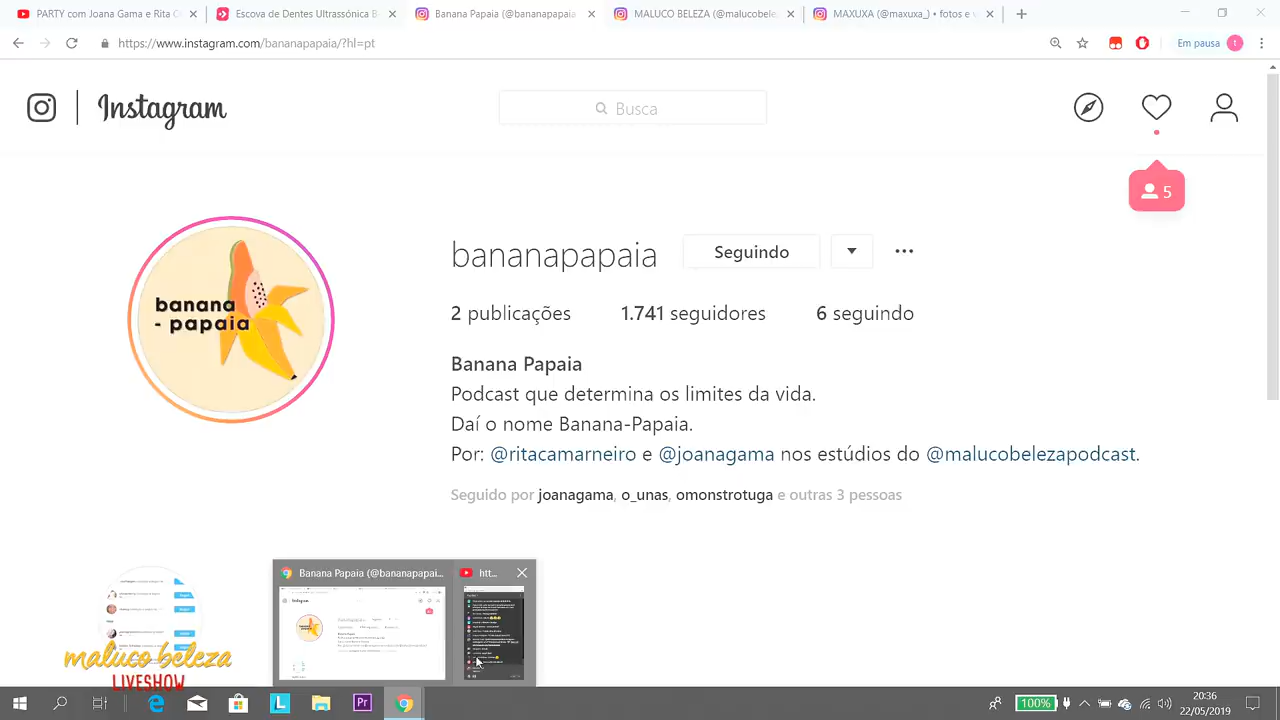 PARTY com Joana Gama e Rita C
Escova de Dentes Ultrassónica B
Banana Papaia (@bananapapaia
MALUCO BELEZA (@malucobele
MAXUXA (@maxuxa_) • fotos e v
https://www.instagram.com/bananapapaia/?hl=pt
Em pausa
t
Instagram
Busca
5
banana
- papaia
bananapapaia
Seguindo
2 publicações 1.741 seguidores 6 seguindo
Banana Papaia
Podcast que determina os limites da vida.
Daí o nome Banana-Papaia.
Por: @ritacamarneiro e @joanagama nos estúdios do @malucobelezapodcast.
Seguido por joanagama, o_unas, omonstrotuga e outras 3 pessoas
Banana Papaia (@bananapapai...
htt...
maluco beleza
LIVESHOW
L
Pr
100%
20:36
22/05/2019